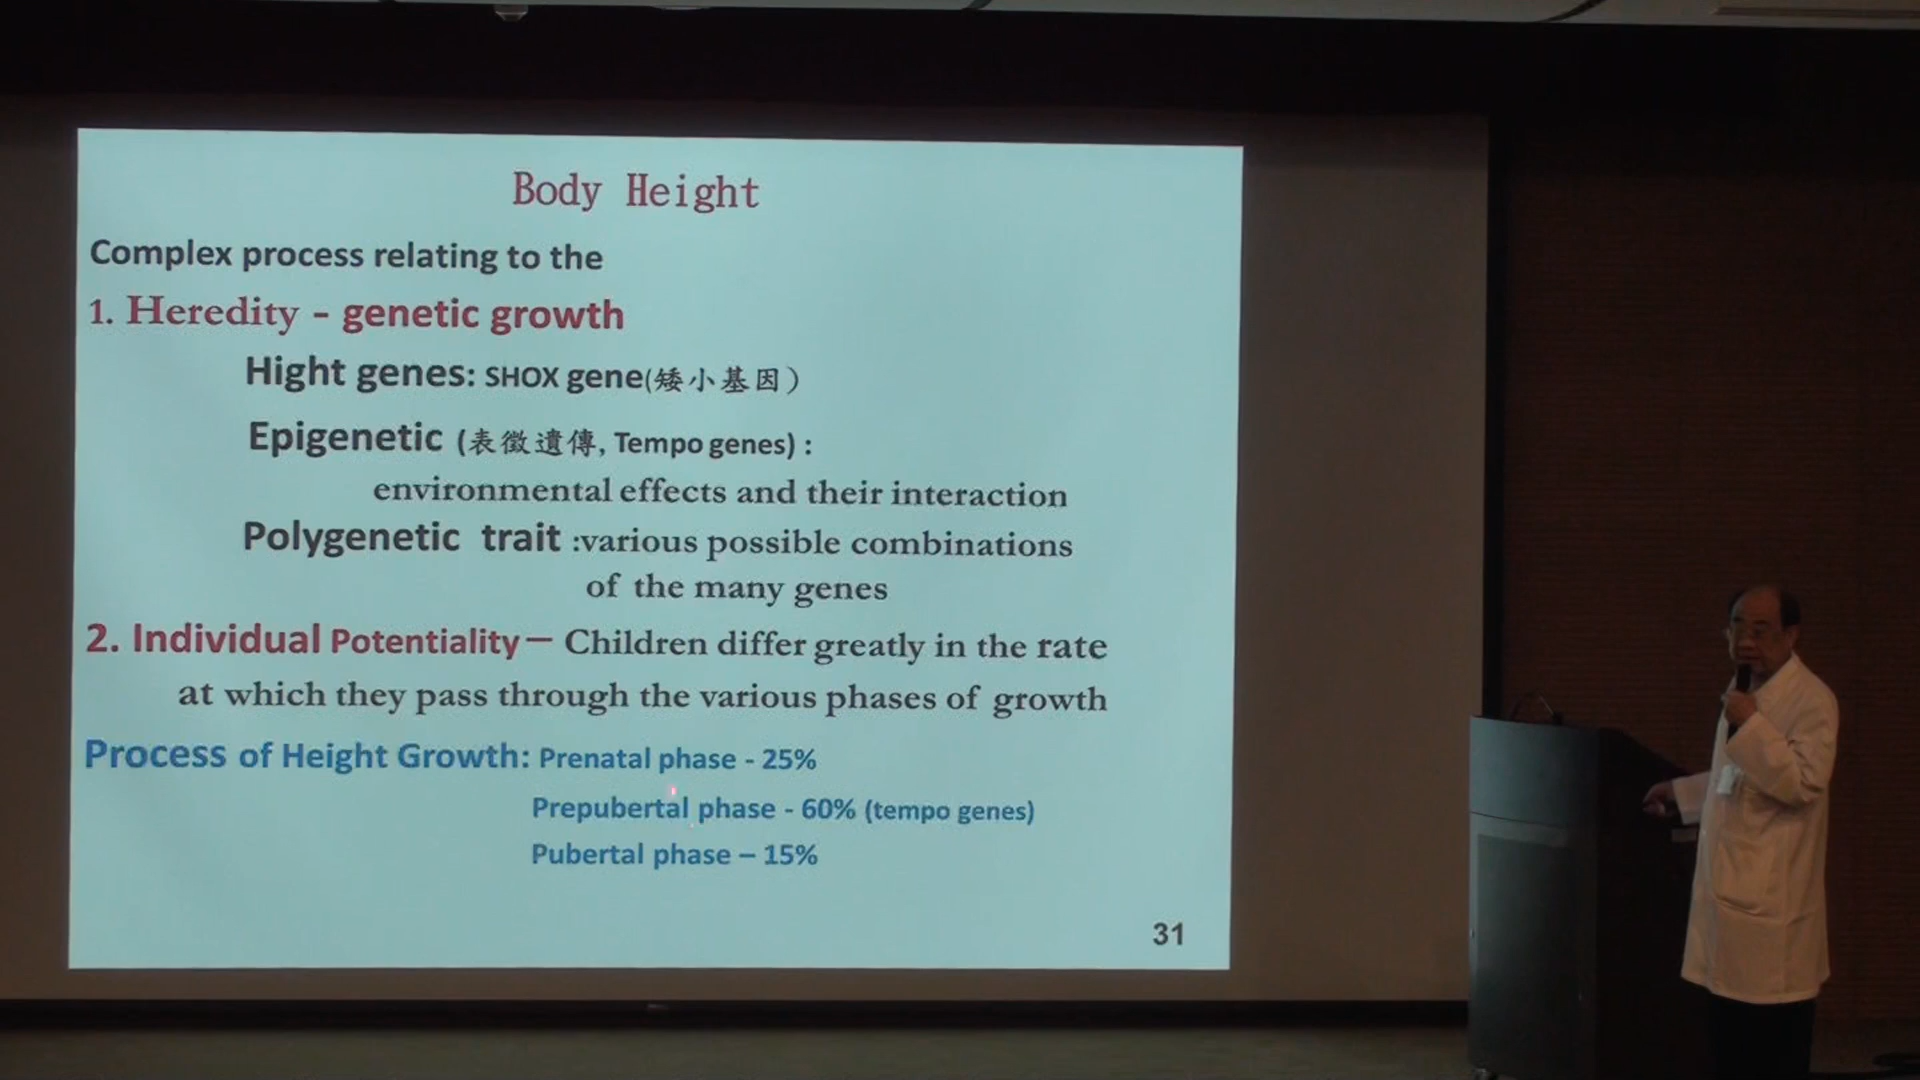 Body Height
Complex process relating to the
1. Heredity - genetic growth
Hight genes: SHOX gene(矮小基因)
Epigenetic (表徵遺傳, Tempo genes) :
environmental effects and their interaction
Polygenetic trait :various possible combinations
of the many genes
2. Individual Potentiality— Children differ greatly in the rate
at which they pass through the various phases of growth
Process of Height Growth: Prenatal phase - 25%
Prepubertal phase - 60% (tempo genes)
Pubertal phase – 15%
31